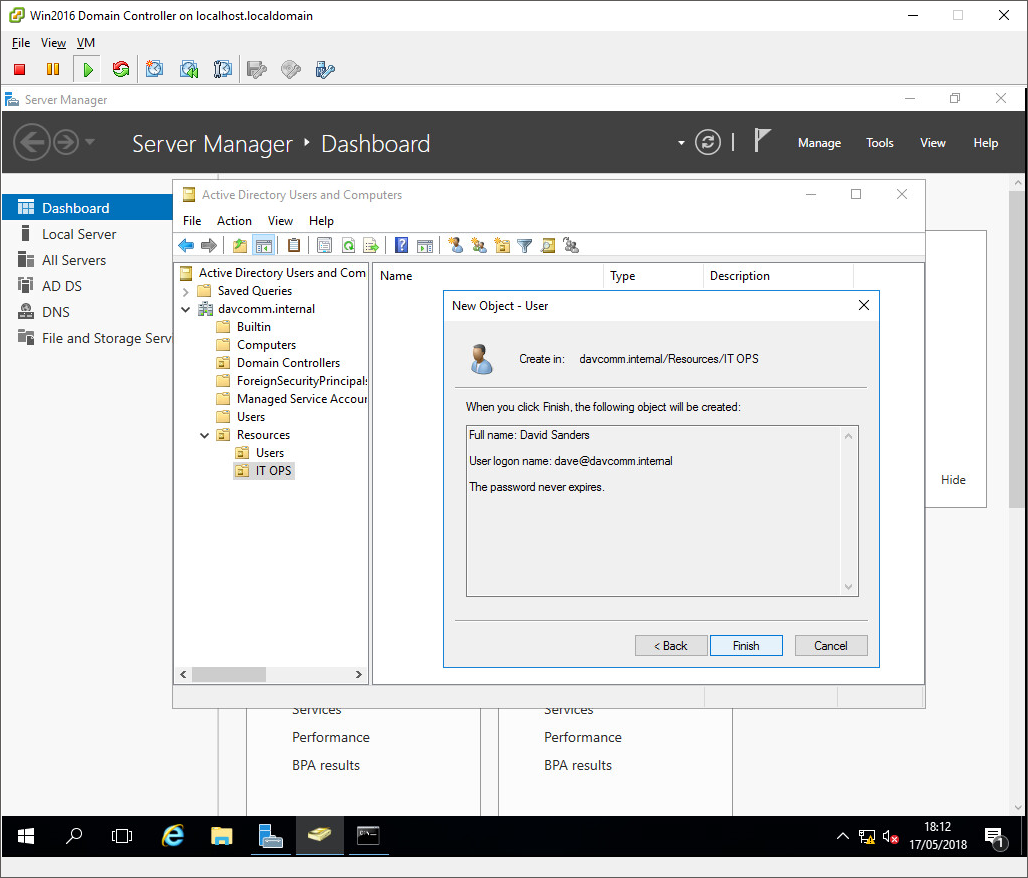 Win2016 Domain Controller on localhost.localdomain
File View VM
Server Manager
Server Manager ‣ Dashboard
Manage Tools View Help
Dashboard
Local Server
All Servers
AD DS
DNS
File and Storage Serv
Active Directory Users and Computers
File Action View Help
Active Directory Users and Com
Saved Queries
davcomm.internal
Builtin
Computers
Domain Controllers
ForeignSecurityPrincipals
Managed Service Accour
Users
Resources
Users
IT OPS
Name Type Description
New Object - User
Create in: davcomm.internal/Resources/IT OPS
When you click Finish, the following object will be created:
Full name: David Sanders
User logon name: dave@davcomm.internal
The password never expires.
< Back Finish Cancel
Hide
Services Services
Performance Performance
BPA results BPA results
18:12
17/05/2018
1